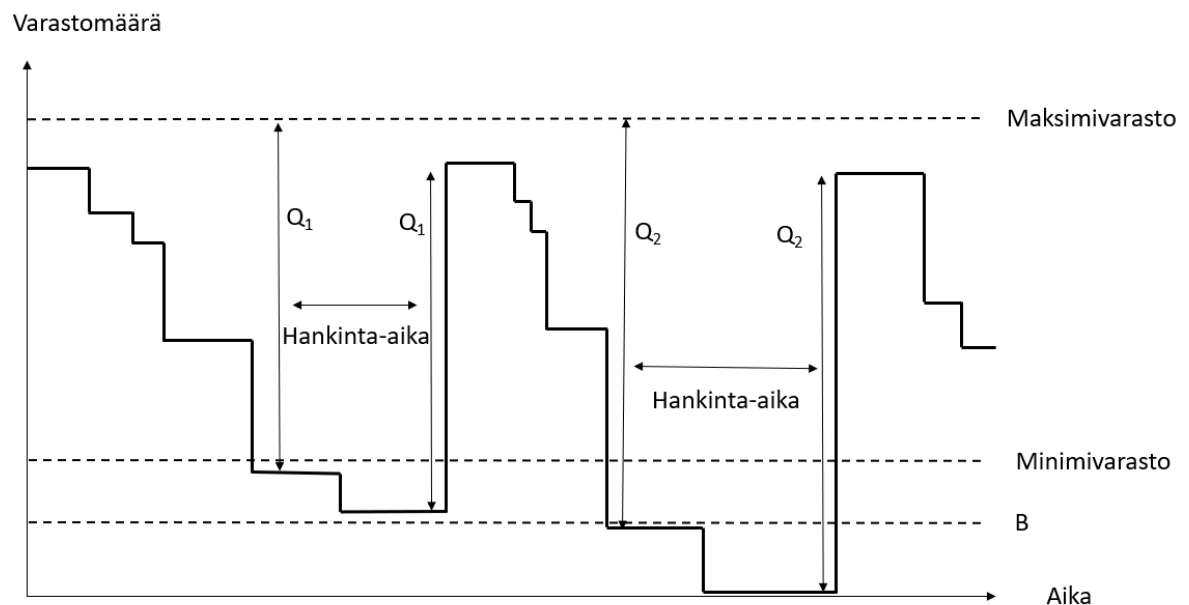 Varastomäärä
Maksimivarasto
Q₁
Q₁
Q₂
Q₂
Hankinta-aika
Hankinta-aika
Minimivarasto
B
Aika